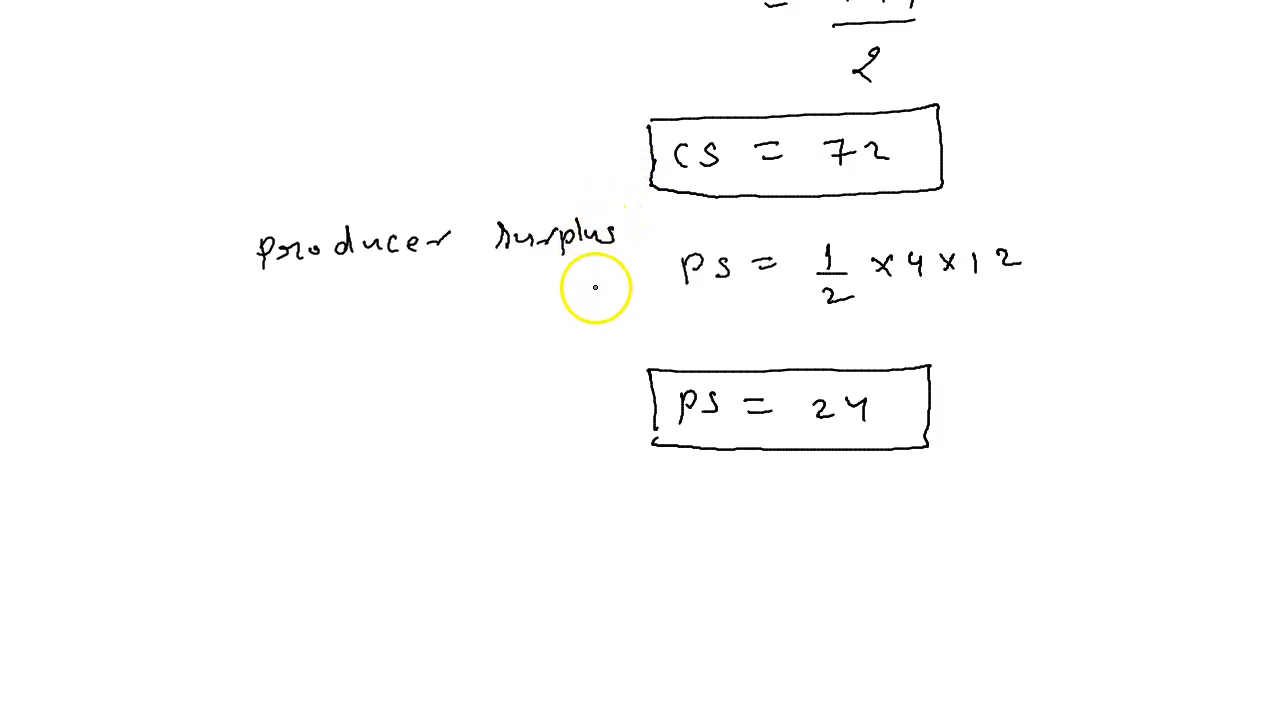 =
2
CS = 72
producer surplus
PS = 1/2 × 4 × 12
PS = 24